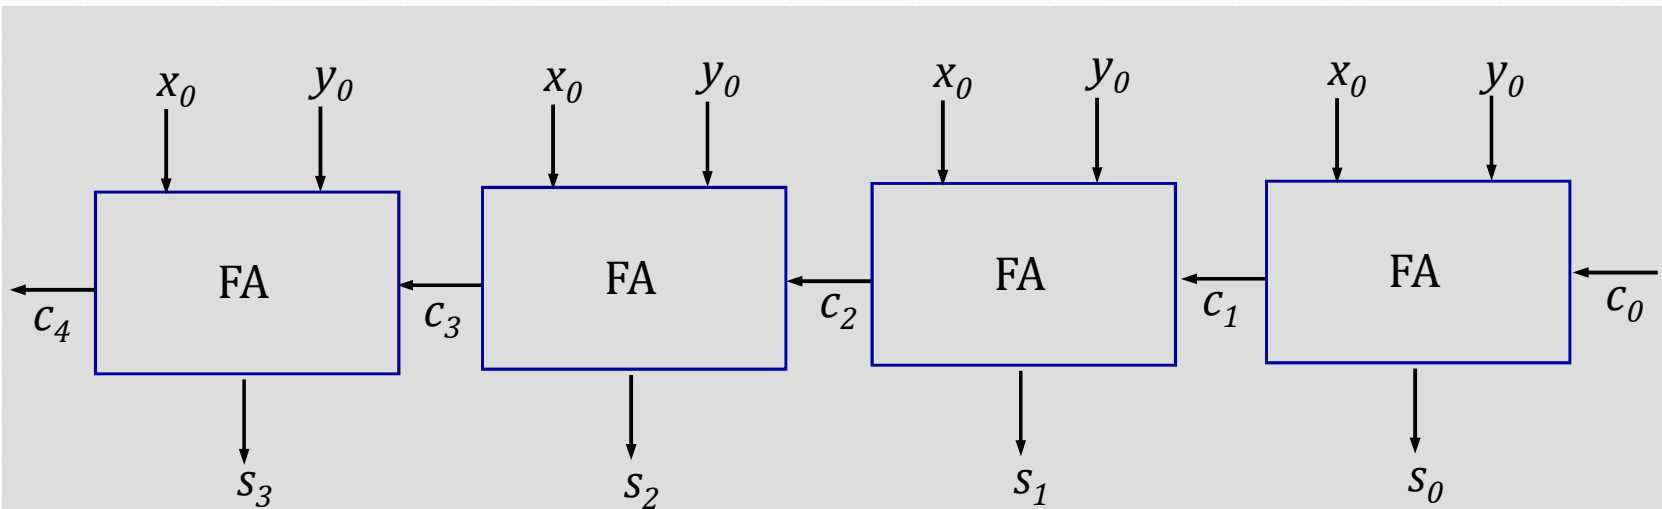 x₀ y₀ x₀ y₀ x₀ y₀ x₀ y₀
FA FA FA FA
c₄ c₃ c₂ c₁ c₀
s₃ s₂ s₁ s₀